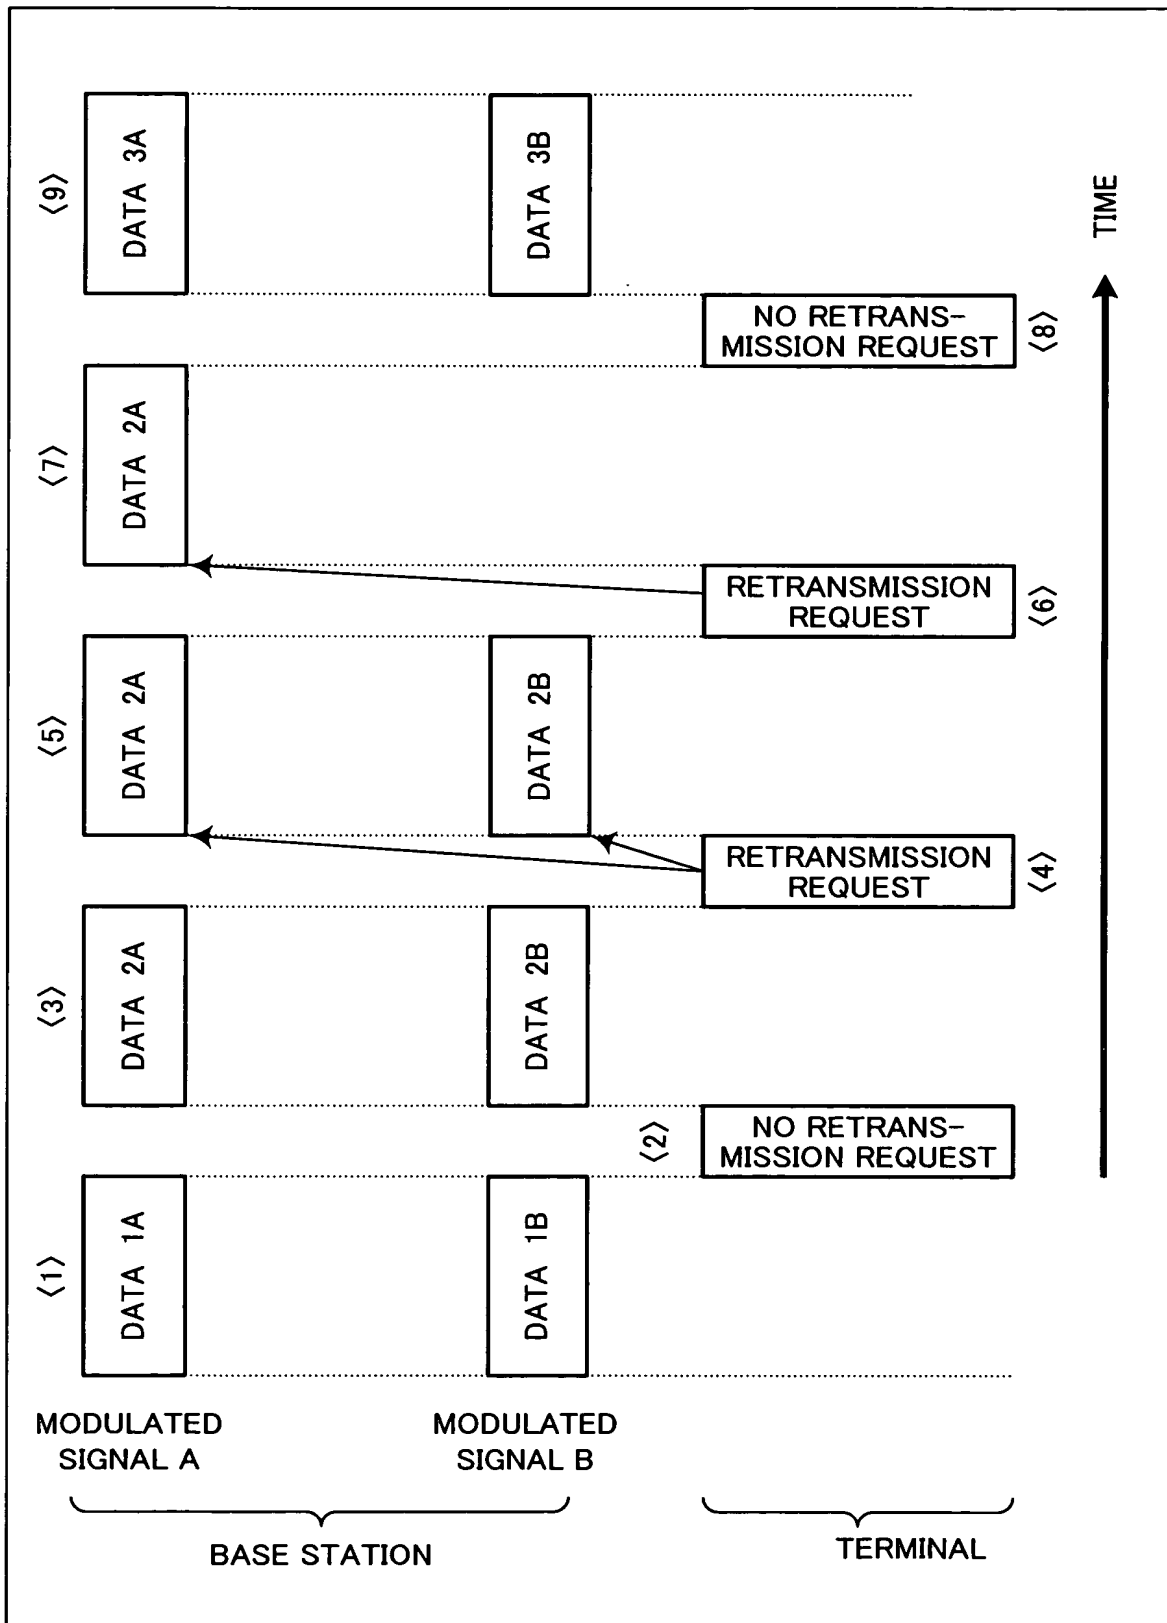 <9>
DATA 3A
DATA 3B
TIME
NO RETRANS-
MISSION REQUEST
<8>
<7>
DATA 2A
RETRANSMISSION
REQUEST
<6>
<5>
DATA 2A
DATA 2B
RETRANSMISSION
REQUEST
<4>
<3>
DATA 2A
DATA 2B
<2>
NO RETRANS-
MISSION REQUEST
<1>
DATA 1A
DATA 1B
MODULATED
SIGNAL A
MODULATED
SIGNAL B
BASE STATION
TERMINAL